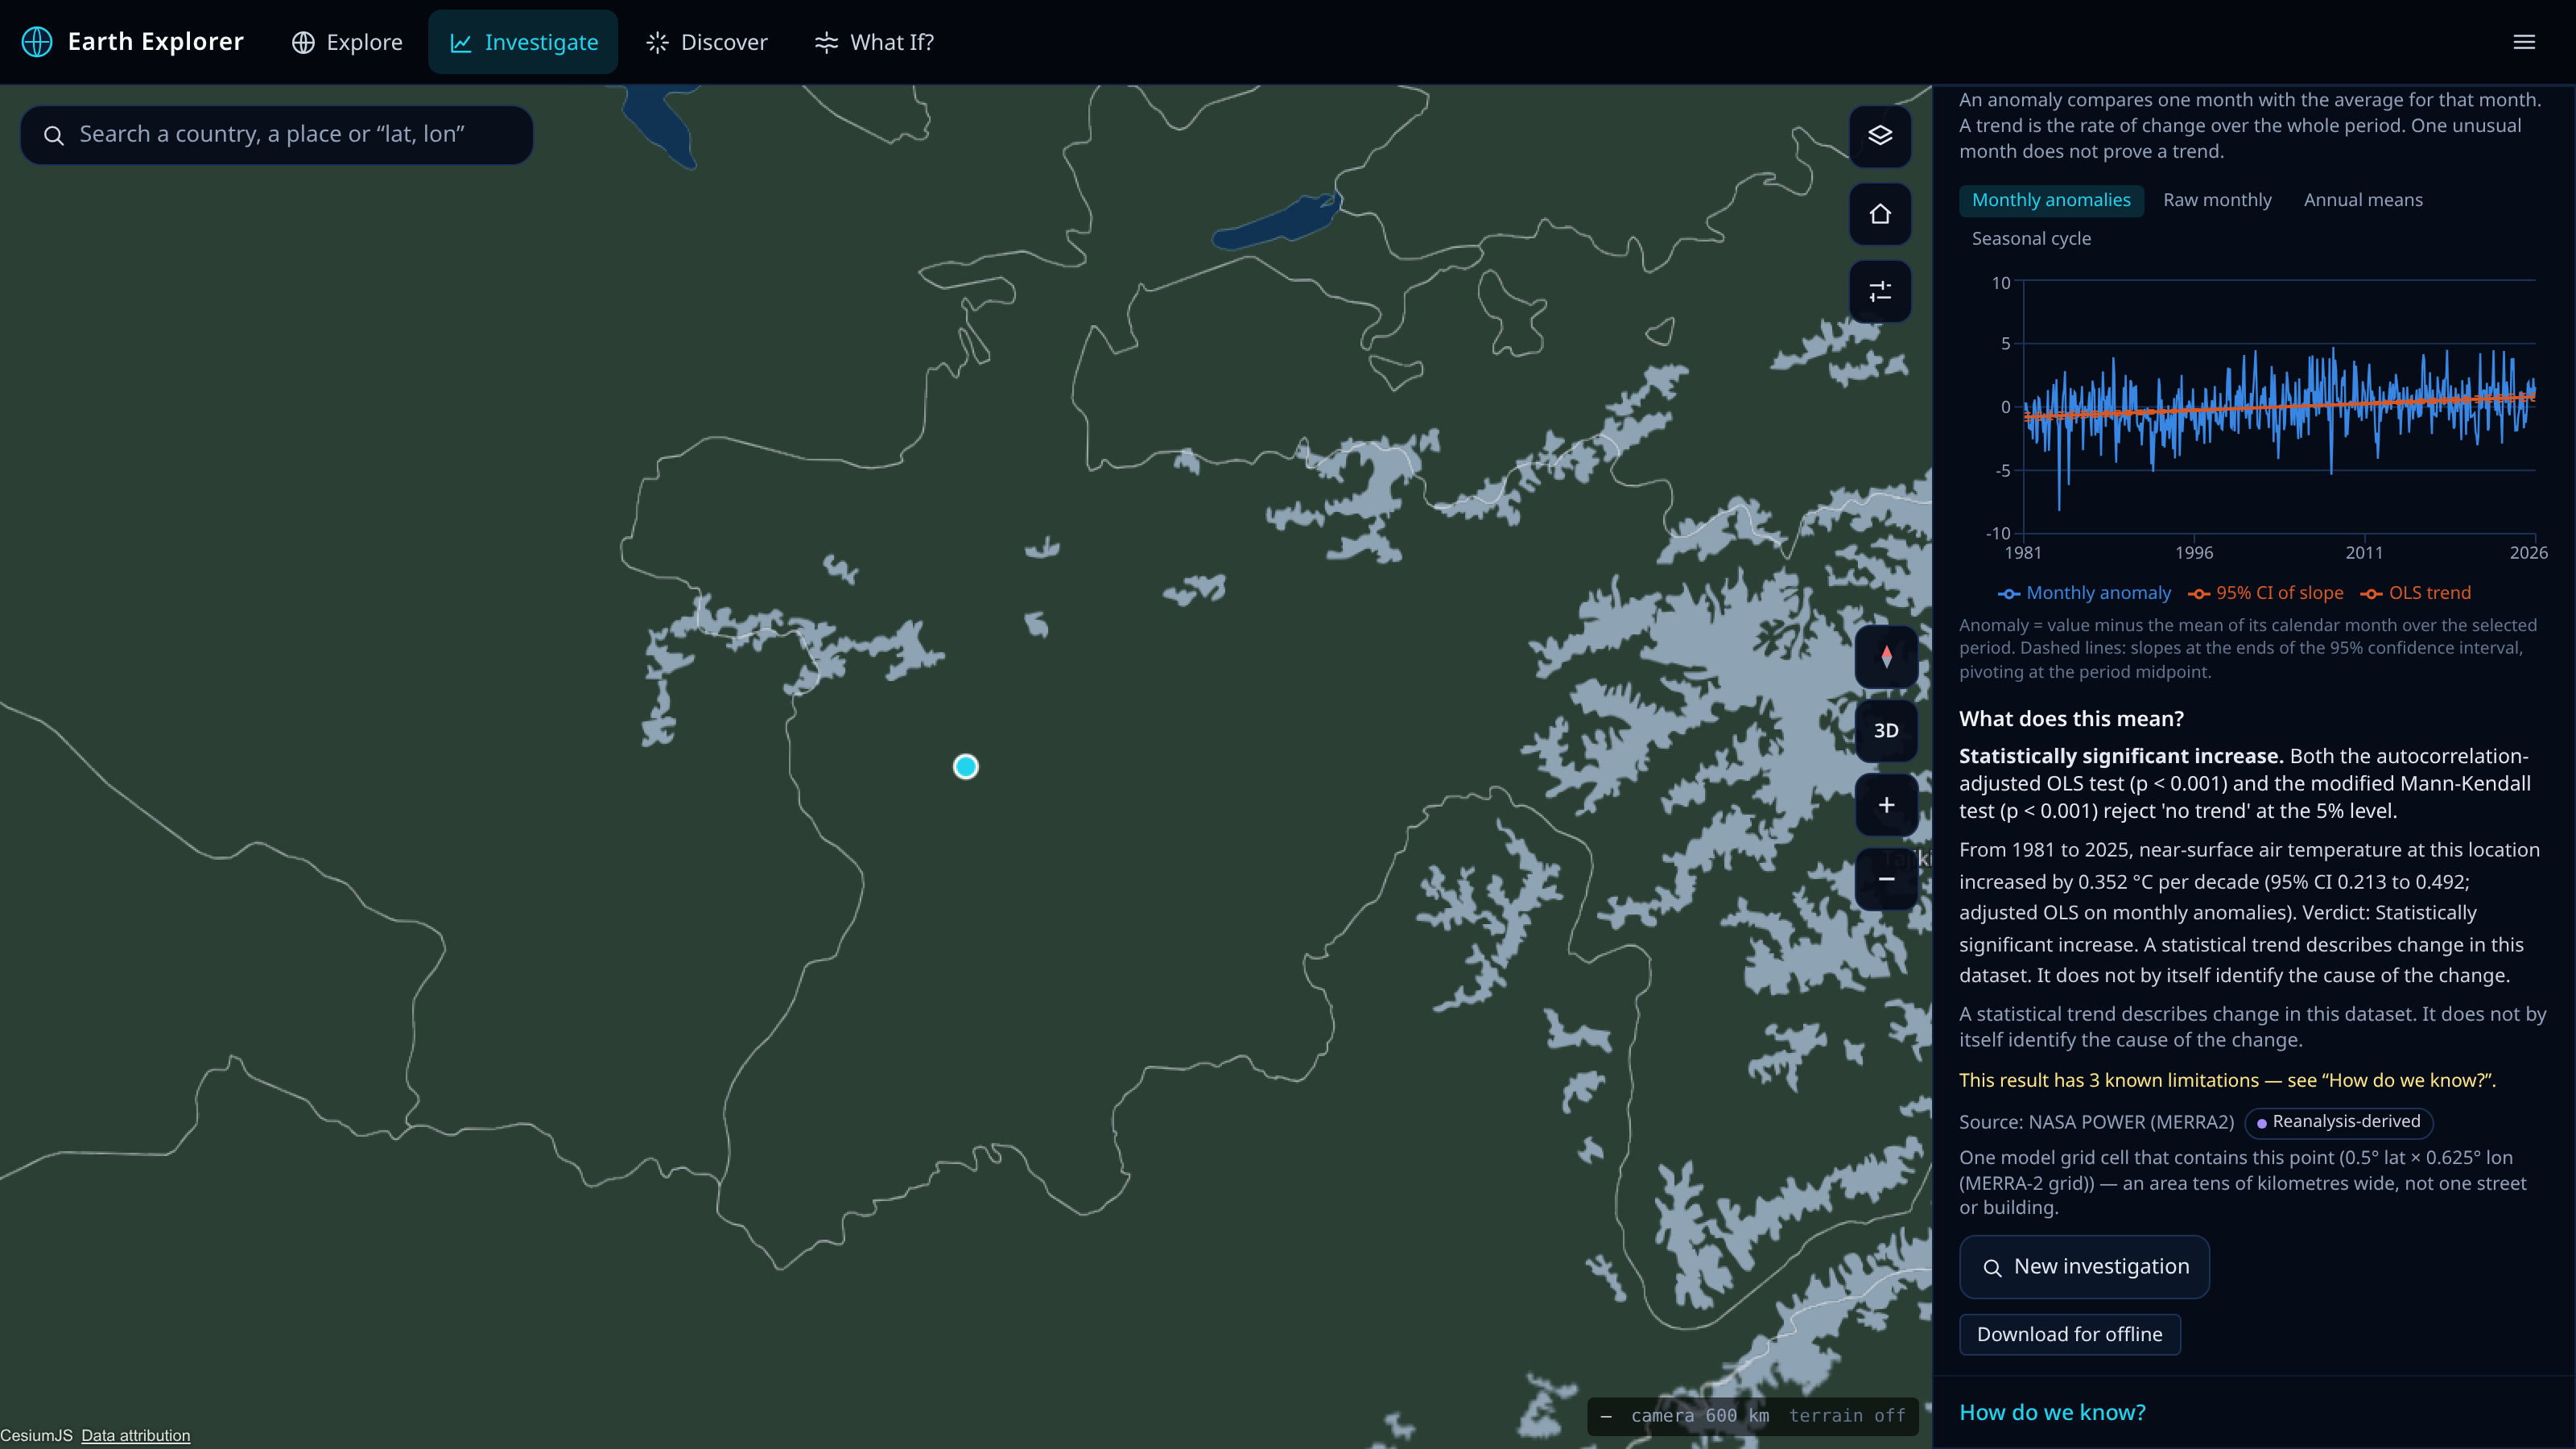 Earth Explorer
Explore
Investigate
Discover
What If?
Search a country, a place or “lat, lon”
An anomaly compares one month with the average for that month.
A trend is the rate of change over the whole period. One unusual
month does not prove a trend.
Monthly anomalies
Raw monthly
Annual means
Seasonal cycle
10
5
0
-5
-10
1981
1996
2011
2026
Monthly anomaly
95% CI of slope
OLS trend
Anomaly = value minus the mean of its calendar month over the selected
period. Dashed lines: slopes at the ends of the 95% confidence interval,
pivoting at the period midpoint.
What does this mean?
Statistically significant increase. Both the autocorrelation-
adjusted OLS test (p < 0.001) and the modified Mann-Kendall
test (p < 0.001) reject 'no trend' at the 5% level.
From 1981 to 2025, near-surface air temperature at this location
increased by 0.352 °C per decade (95% CI 0.213 to 0.492;
adjusted OLS on monthly anomalies). Verdict: Statistically
significant increase. A statistical trend describes change in this
dataset. It does not by itself identify the cause of the change.
A statistical trend describes change in this dataset. It does not by
itself identify the cause of the change.
This result has 3 known limitations — see “How do we know?”.
Source: NASA POWER (MERRA2)
Reanalysis-derived
One model grid cell that contains this point (0.5° lat × 0.625° lon
(MERRA-2 grid)) — an area tens of kilometres wide, not one street
or building.
New investigation
Download for offline
How do we know?
3D
+
−
— camera 600 km terrain off
CesiumJS Data attribution